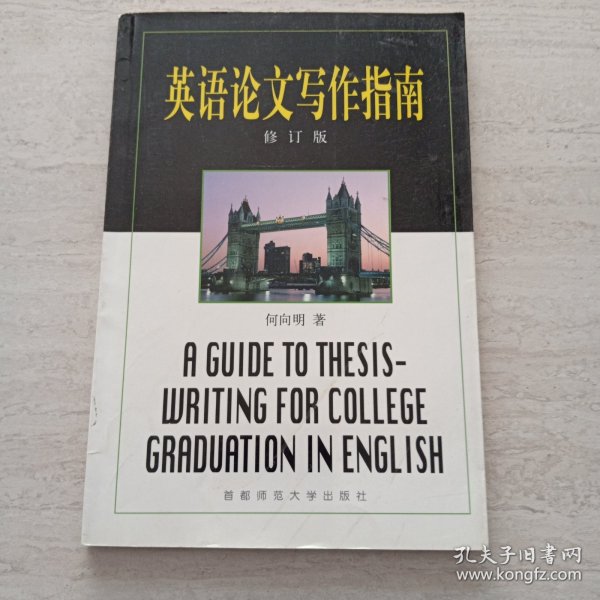 英语论文写作指南
修订版
何向明 著
A GUIDE TO THESIS-
WRITING FOR COLLEGE
GRADUATION IN ENGLISH
首都师范大学出版社
孔夫子旧书网
www.kongfz.com